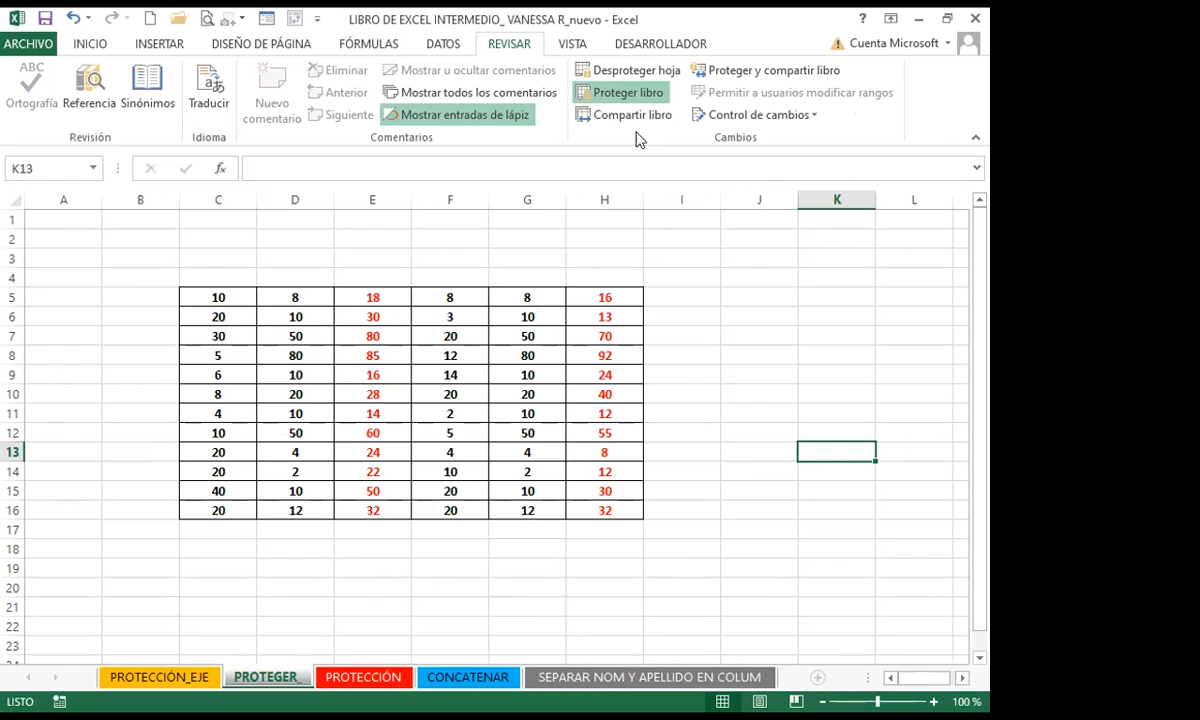 LIBRO DE EXCEL INTERMEDIO_ VANESSA R_nuevo - Excel
ARCHIVO INICIO INSERTAR DISEÑO DE PÁGINA FÓRMULAS DATOS REVISAR VISTA DESARROLLADOR Cuenta Microsoft
ABC
Ortografía
Referencia
Sinónimos
Revisión
Traducir
Idioma
Nuevo
comentario
Eliminar
Anterior
Siguiente
Mostrar u ocultar comentarios
Mostrar todos los comentarios
Mostrar entradas de lápiz
Comentarios
Desproteger hoja
Proteger libro
Compartir libro
Proteger y compartir libro
Permitir a usuarios modificar rangos
Control de cambios
Cambios
K13 fx
A B C D E F G H I J K L
1
2
3
4
5 10 8 18 8 8 16
6 20 10 30 3 10 13
7 30 50 80 20 50 70
8 5 80 85 12 80 92
9 6 10 16 14 10 24
10 8 20 28 20 20 40
11 4 10 14 2 10 12
12 10 50 60 5 50 55
13 20 4 24 4 4 8
14 20 2 22 10 2 12
15 40 10 50 20 10 30
16 20 12 32 20 12 32
17
18
19
20
21
22
23
PROTECCIÓN_EJE PROTEGER_ PROTECCIÓN CONCATENAR SEPARAR NOM Y APELLIDO EN COLUM
LISTO 100 %